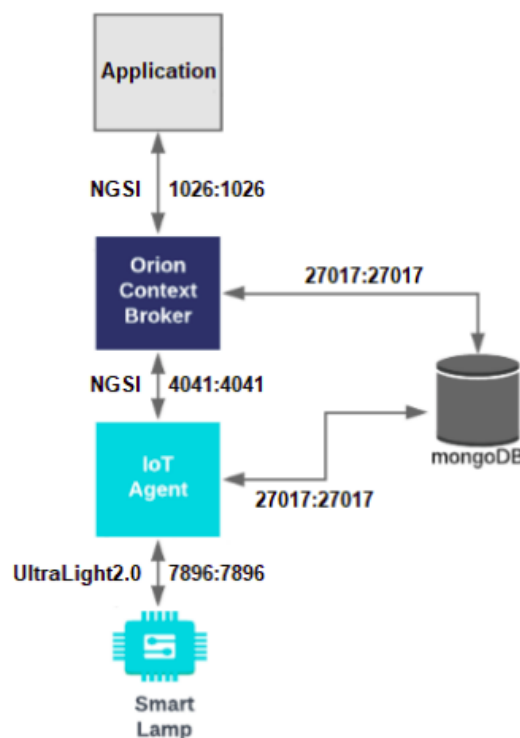 Application
NGSI 1026:1026
Orion
Context
Broker
27017:27017
NGSI 4041:4041
mongoDB
IoT
Agent
27017:27017
UltraLight2.0 7896:7896
Smart
Lamp